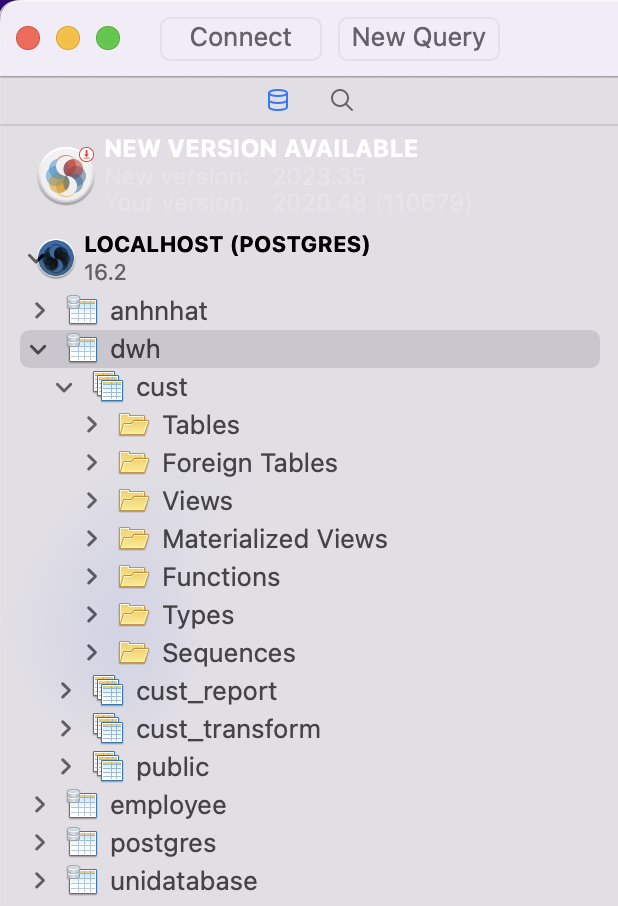 Connect
New Query
NEW VERSION AVAILABLE
New version: 2023.35
Your version: 2020.48 (110679)
LOCALHOST (POSTGRES)
16.2
anhnhat
dwh
cust
Tables
Foreign Tables
Views
Materialized Views
Functions
Types
Sequences
cust_report
cust_transform
public
employee
postgres
unidatabase